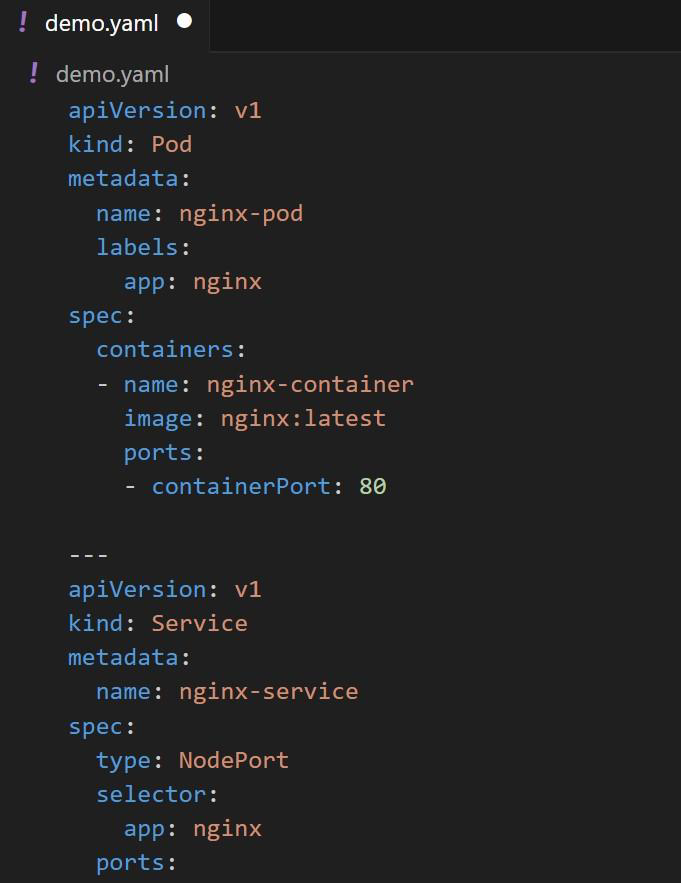 ! demo.yaml ●
! demo.yaml
apiVersion: v1
kind: Pod
metadata:
  name: nginx-pod
  labels:
    app: nginx
spec:
  containers:
  - name: nginx-container
    image: nginx:latest
    ports:
    - containerPort: 80

---
apiVersion: v1
kind: Service
metadata:
  name: nginx-service
spec:
  type: NodePort
  selector:
    app: nginx
  ports: